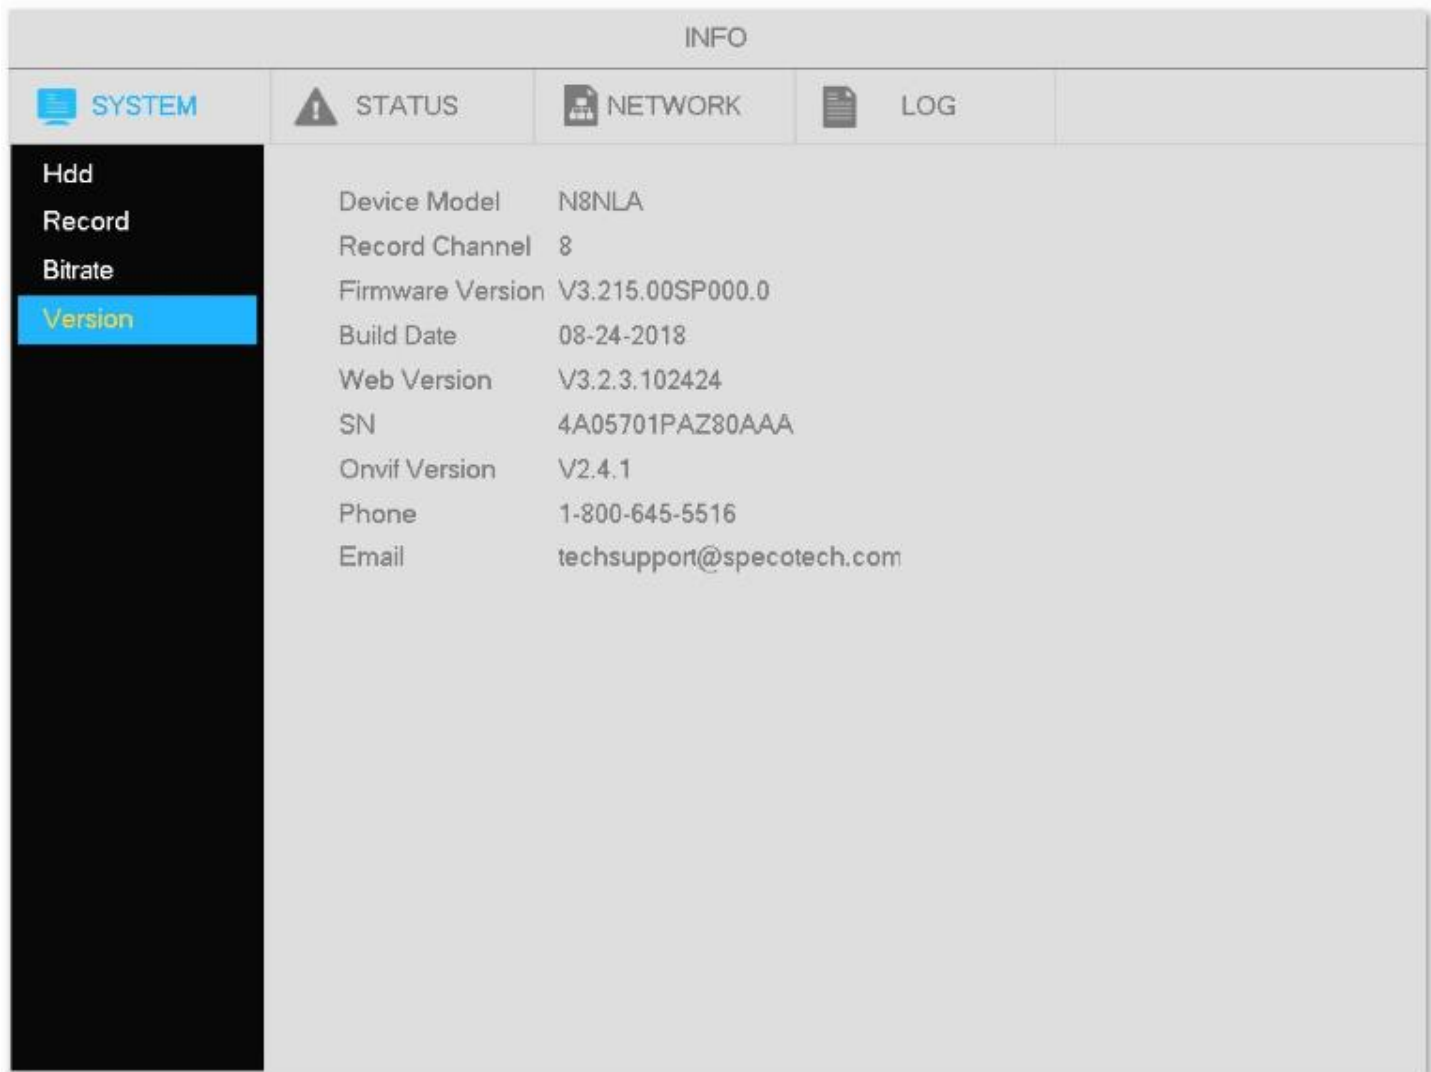 INFO
SYSTEM STATUS NETWORK LOG
Hdd
Record
Bitrate
Version
Device Model N8NLA
Record Channel 8
Firmware Version V3.215.00SP000.0
Build Date 08-24-2018
Web Version V3.2.3.102424
SN 4A05701PAZ80AAA
Onvif Version V2.4.1
Phone 1-800-645-5516
Email techsupport@specotech.com